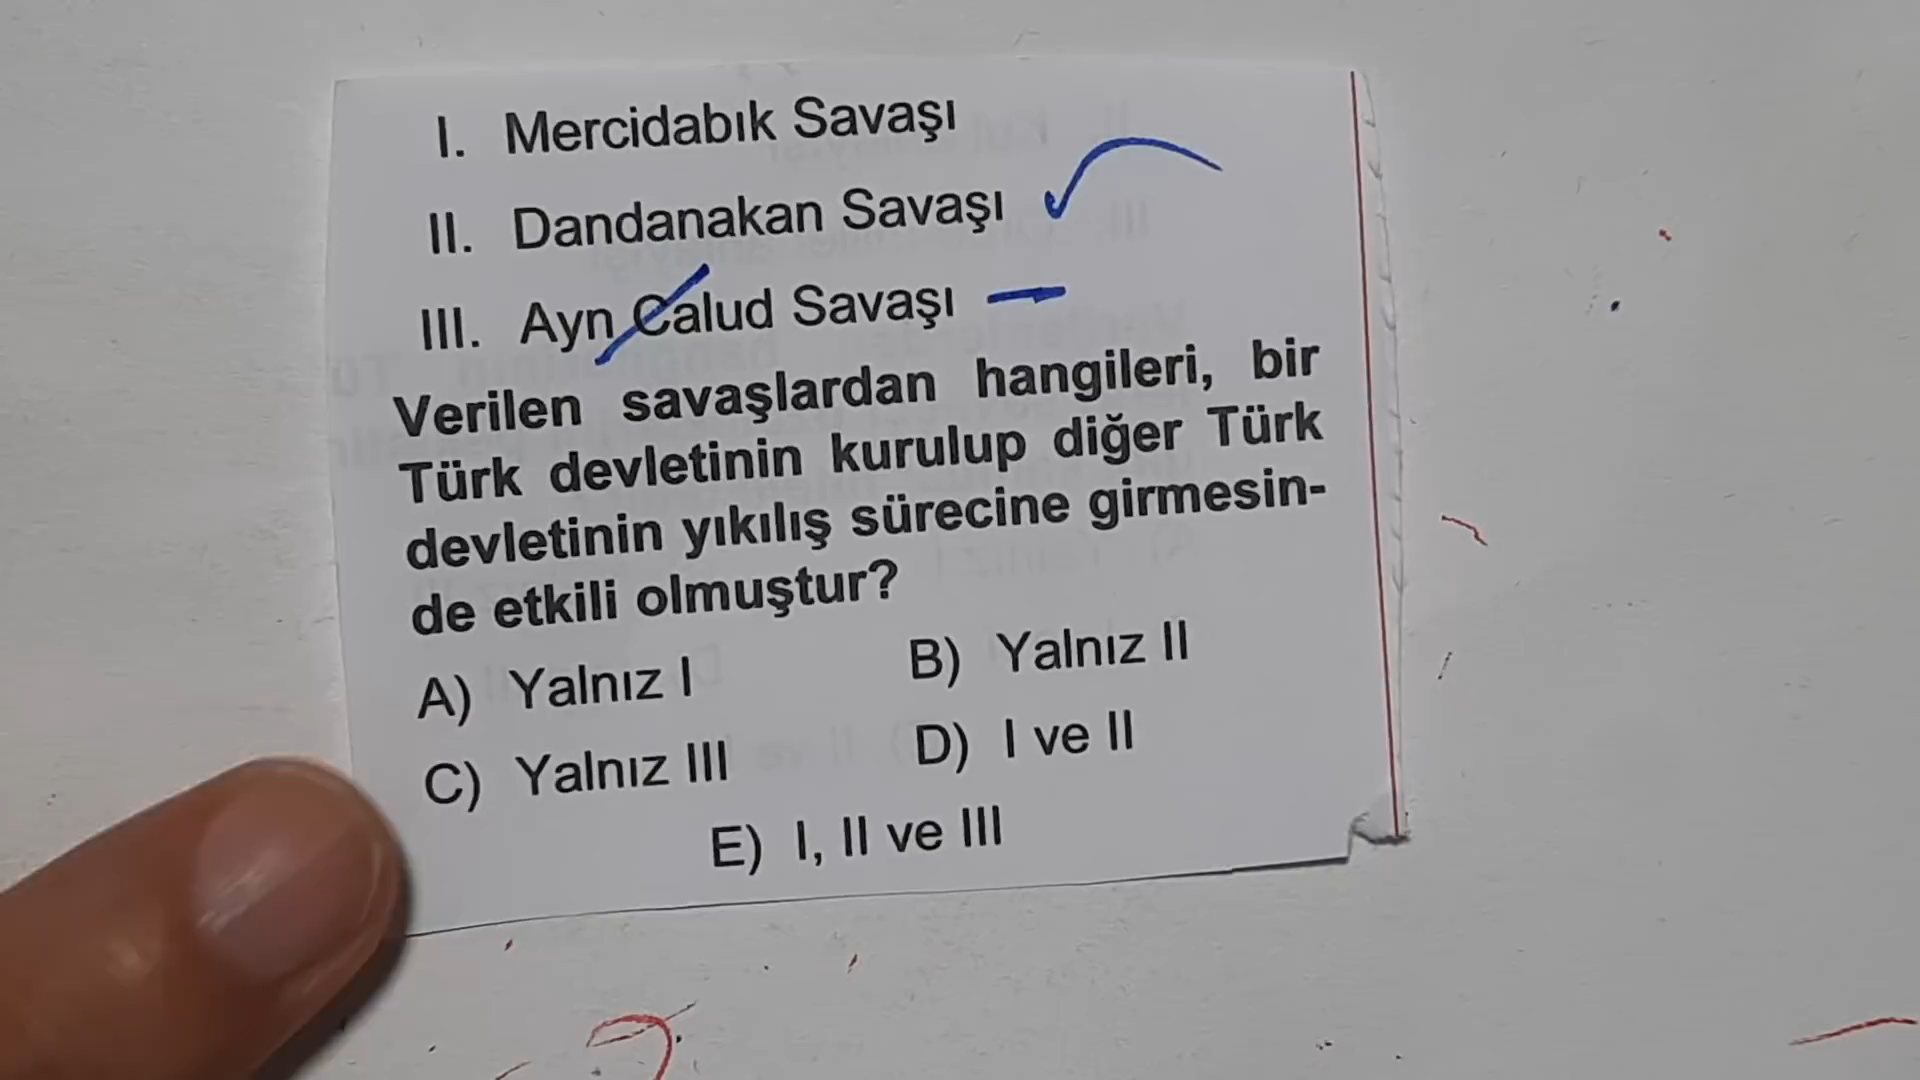 I. Mercidabık Savaşı
II. Dandanakan Savaşı
III. Ayn Calud Savaşı
Verilen savaşlardan hangileri, bir
Türk devletinin kurulup diğer Türk
devletinin yıkılış sürecine girmesin-
de etkili olmuştur?
A) Yalnız I
B) Yalnız II
C) Yalnız III
D) I ve II
E) I, II ve III